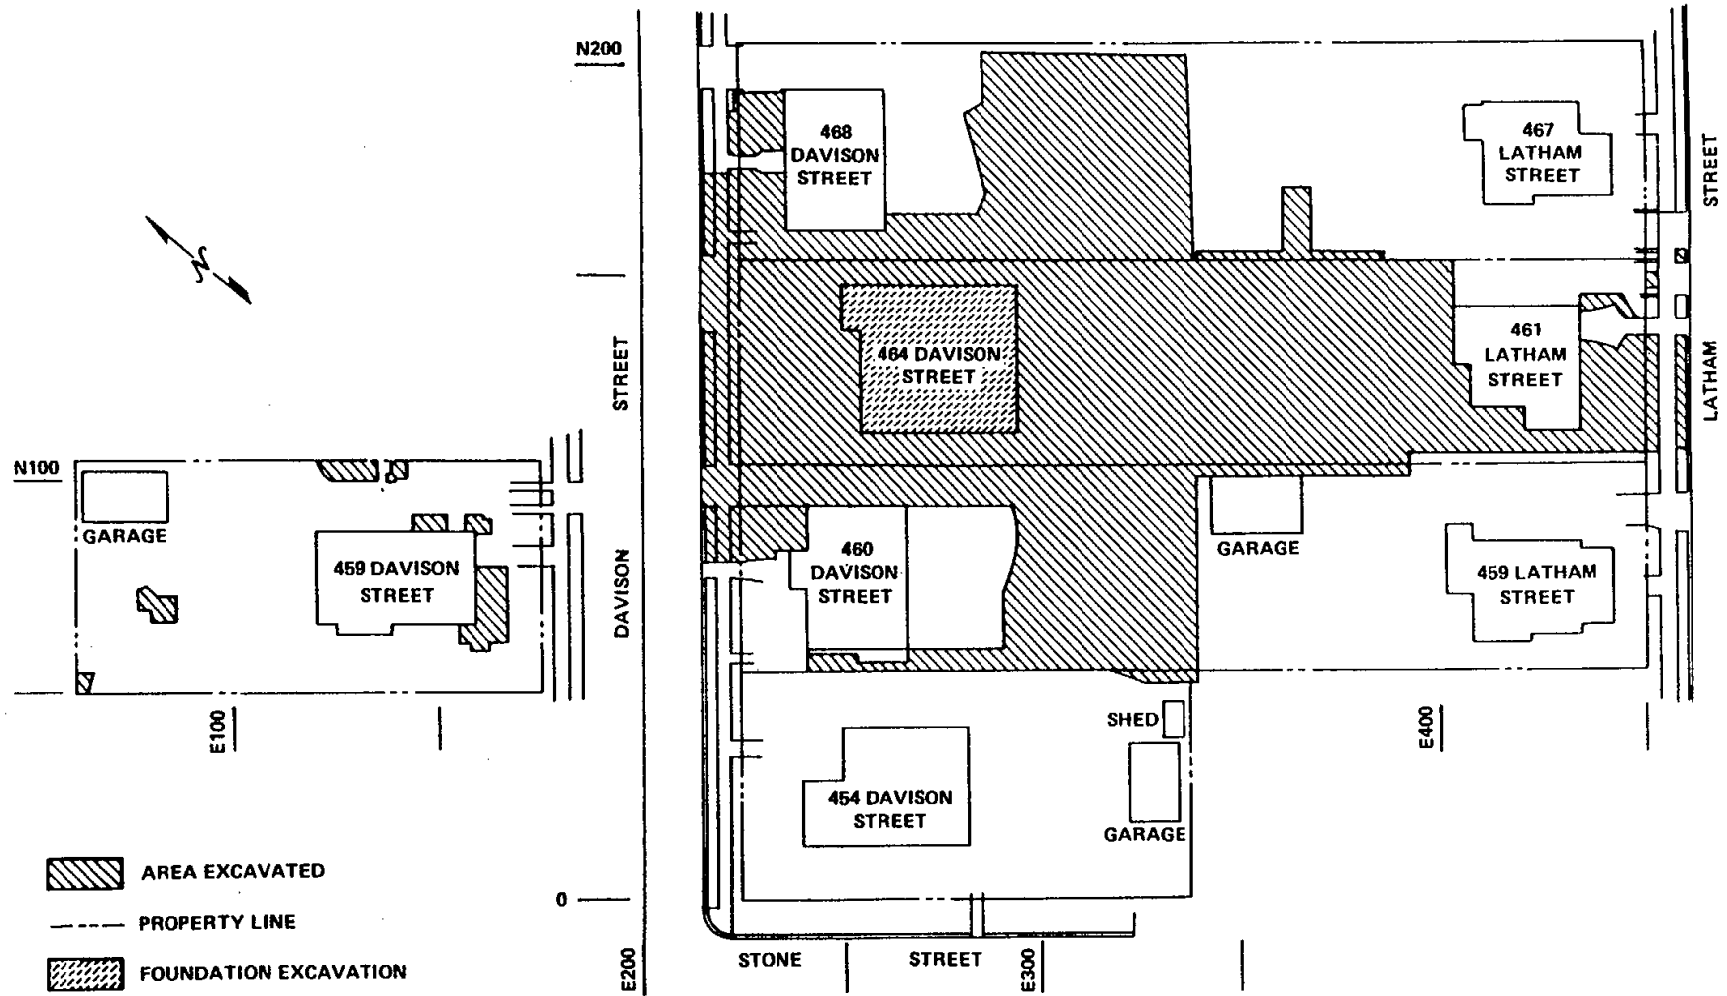 N200
468
DAVISON
STREET
467
LATHAM
STREET
STREET
N
STREET
464 DAVISON
STREET
461
LATHAM
STREET
LATHAM
N100
GARAGE
459 DAVISON
STREET
DAVISON
460
DAVISON
STREET
GARAGE
459 LATHAM
STREET
E100
SHED
E400
454 DAVISON
STREET
GARAGE
AREA EXCAVATED
0
PROPERTY LINE
FOUNDATION EXCAVATION
E200
STONE STREET
E300